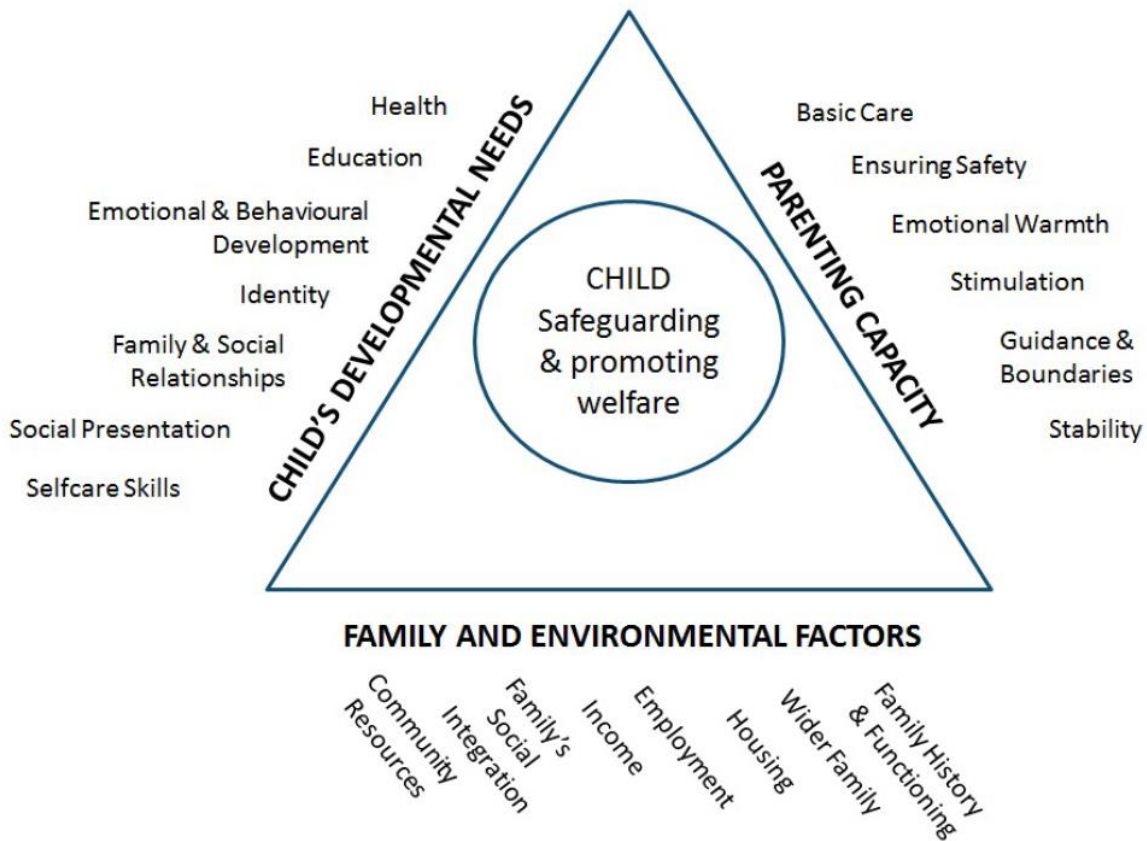 Health
Education
Emotional & Behavioural
Development
Identity
Family & Social
Relationships
Social Presentation
Selfcare Skills
CHILD'S DEVELOPMENTAL NEEDS
CHILD
Safeguarding
& promoting
welfare
PARENTING CAPACITY
Basic Care
Ensuring Safety
Emotional Warmth
Stimulation
Guidance &
Boundaries
Stability
FAMILY AND ENVIRONMENTAL FACTORS
Community
Resources
Family's
Social
Integration
Income
Employment
Housing
Wider Family
Family History
& Functioning